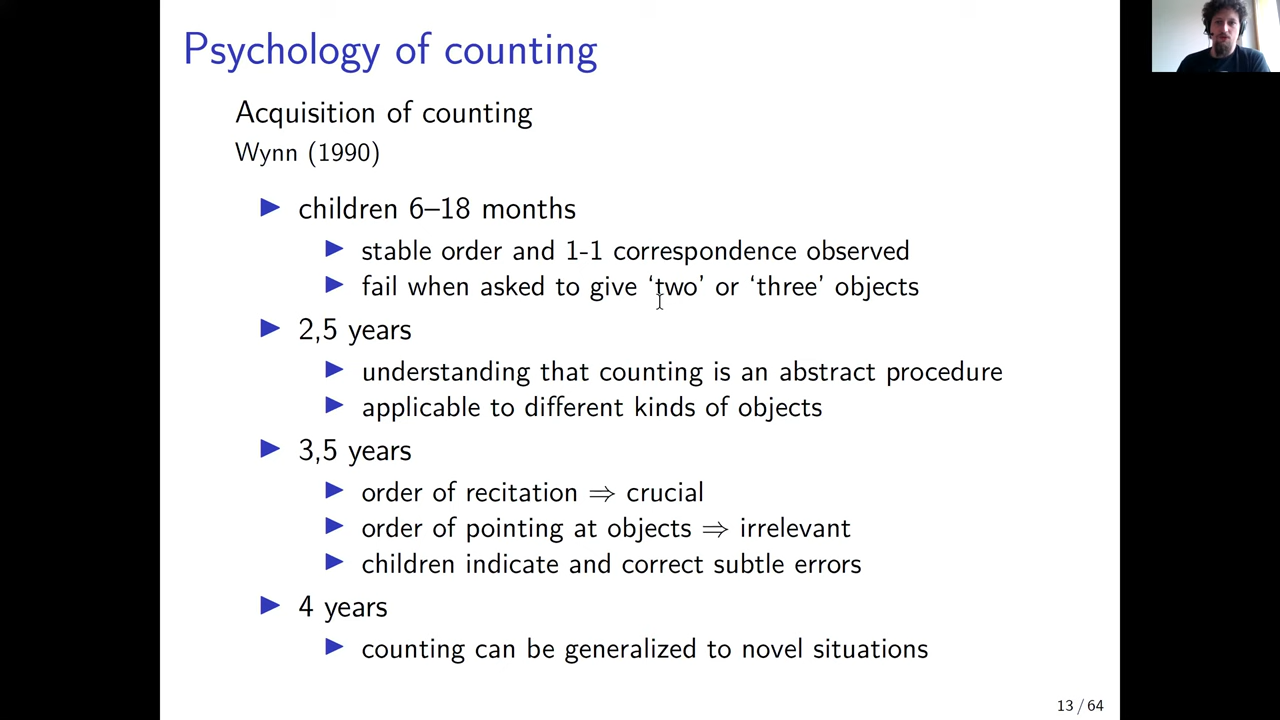 Psychology of counting
Acquisition of counting
Wynn (1990)
▶ children 6–18 months
▶ stable order and 1-1 correspondence observed
▶ fail when asked to give ‘two’ or ‘three’ objects
▶ 2,5 years
▶ understanding that counting is an abstract procedure
▶ applicable to different kinds of objects
▶ 3,5 years
▶ order of recitation ⇒ crucial
▶ order of pointing at objects ⇒ irrelevant
▶ children indicate and correct subtle errors
▶ 4 years
▶ counting can be generalized to novel situations
13 / 64